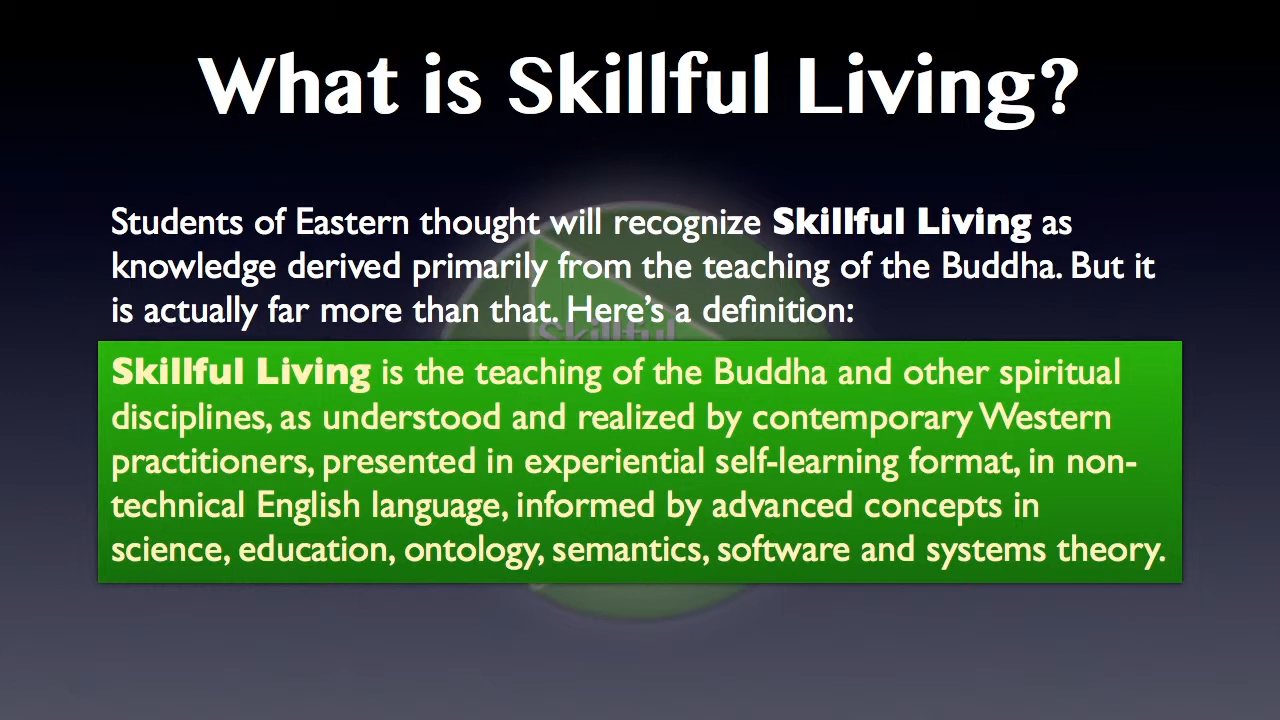 What is Skillful Living?
Students of Eastern thought will recognize Skillful Living as
knowledge derived primarily from the teaching of the Buddha. But it
is actually far more than that. Here's a definition:
Skillful
Skillful Living is the teaching of the Buddha and other spiritual
disciplines, as understood and realized by contemporary Western
practitioners, presented in experiential self-learning format, in non-
technical English language, informed by advanced concepts in
science, education, ontology, semantics, software and systems theory.